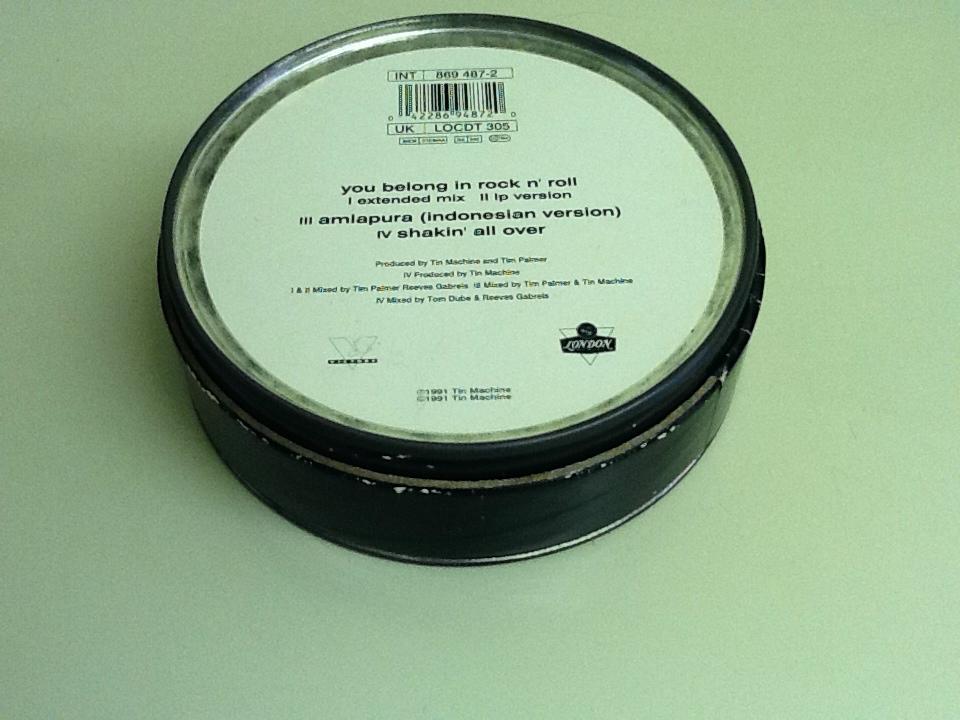 INT 869 487-2
0 42286 94872 0
UK LOCDT 305
you belong in rock n' roll
I extended mix II lp version
III amlapura (indonesian version)
IV shakin' all over
Produced by Tin Machine and Tim Palmer
IV Produced by Tin Machine
I & II Mixed by Tim Palmer Reeves Gabrels III Mixed by Tim Palmer & Tin Machine
IV Mixed by Tom Dube & Reeves Gabrels
VICTORY
LONDON
℗1991 Tin Machine
©1991 Tin Machine